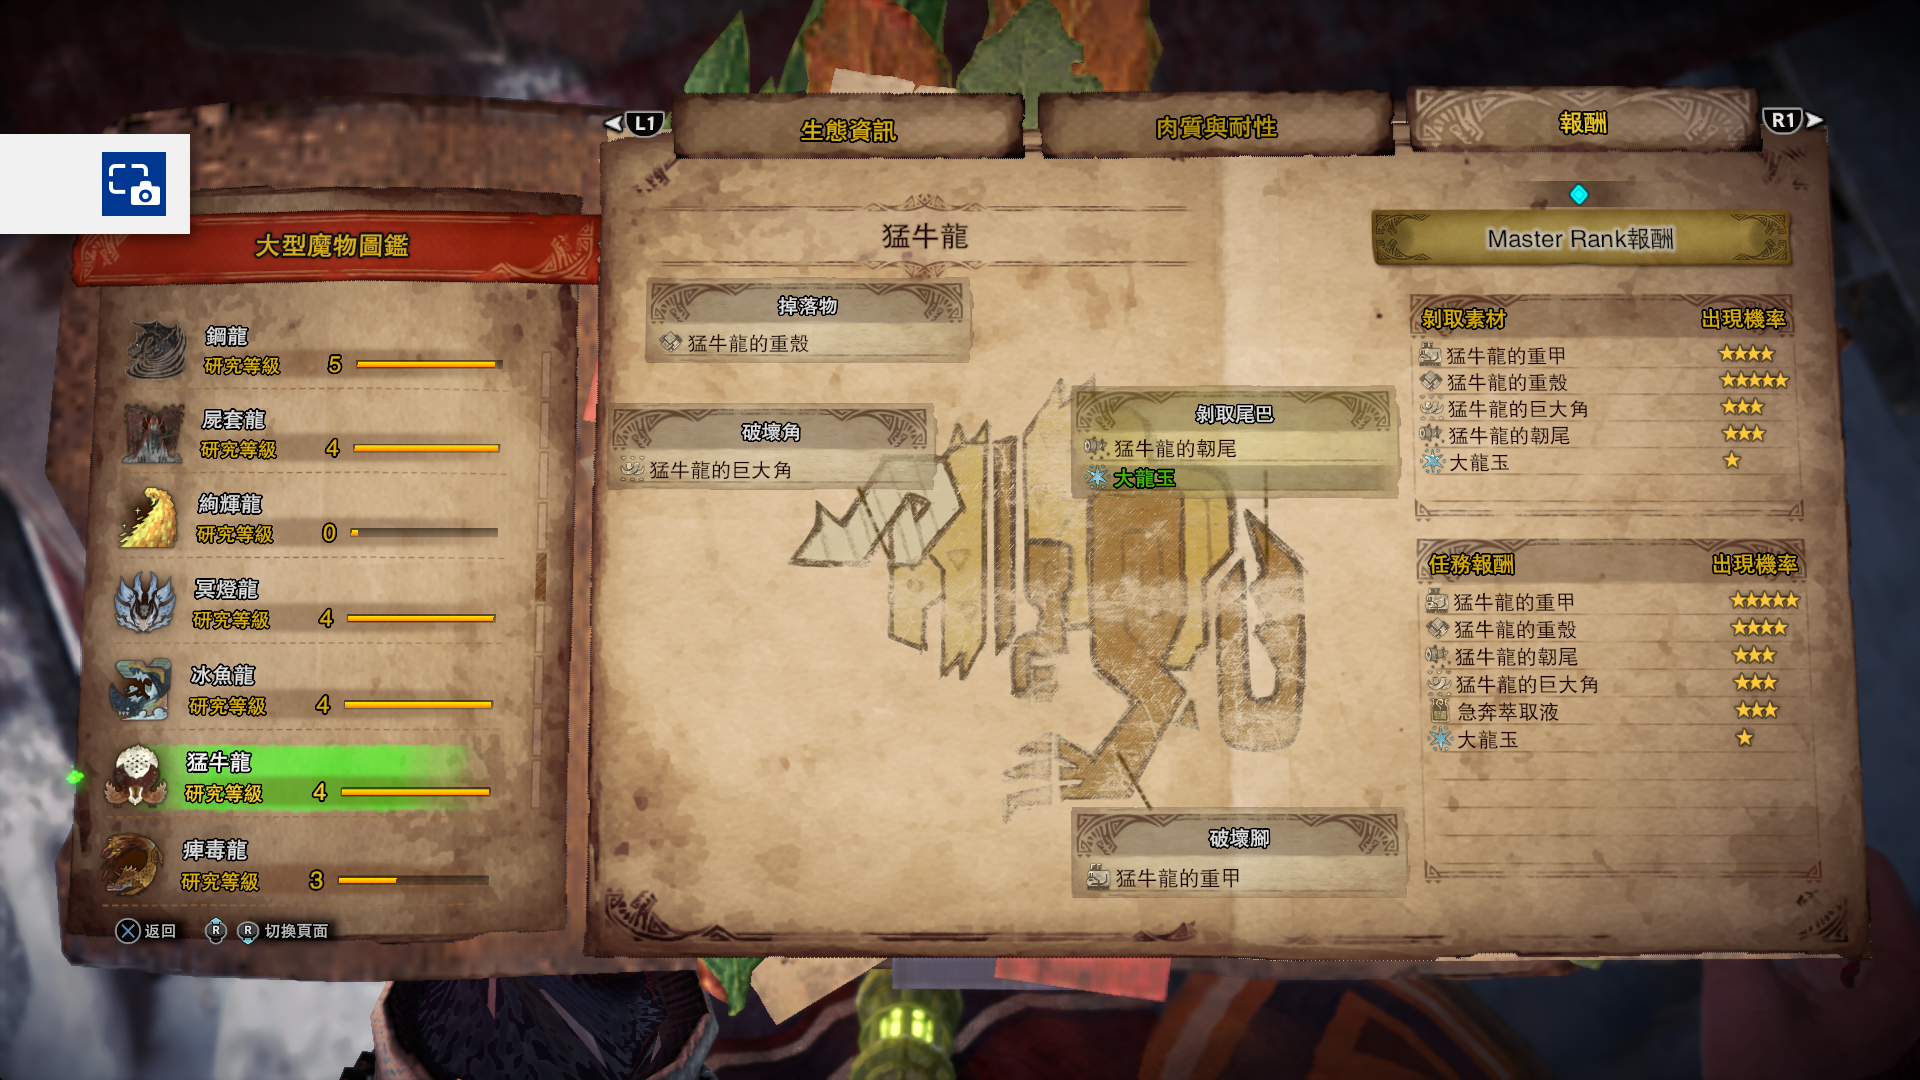 L1
生態資訊
肉質與耐性
報酬
R1
大型魔物圖鑑
鋼龍
研究等級 5
屍套龍
研究等級 4
絢輝龍
研究等級 0
冥燈龍
研究等級 4
冰魚龍
研究等級 4
猛牛龍
研究等級 4
痺毒龍
研究等級 3
返回
R R 切換頁面
猛牛龍
掉落物
猛牛龍的重殼
破壞角
猛牛龍的巨大角
剝取尾巴
猛牛龍的韌尾
大龍玉
破壞腳
猛牛龍的重甲
Master Rank報酬
剝取素材 出現機率
猛牛龍的重甲 ★★★★
猛牛龍的重殼 ★★★★★
猛牛龍的巨大角 ★★★
猛牛龍的韌尾 ★★★
大龍玉 ★
任務報酬 出現機率
猛牛龍的重甲 ★★★★★
猛牛龍的重殼 ★★★★
猛牛龍的韌尾 ★★★
猛牛龍的巨大角 ★★★
急奔萃取液 ★★★
大龍玉 ★